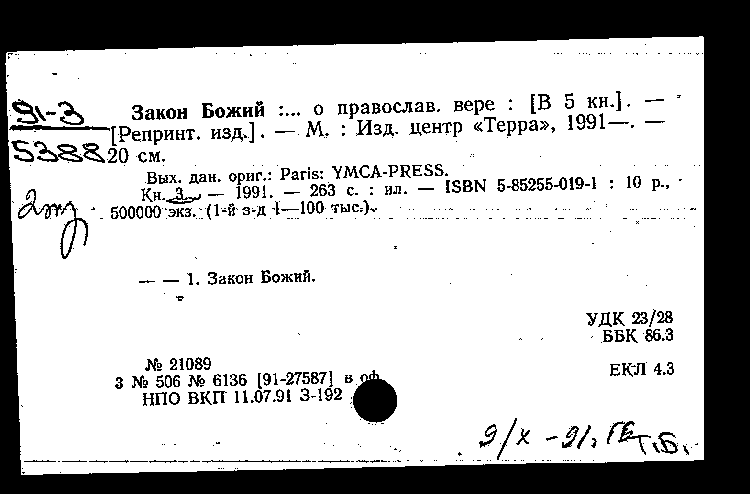 91-3
5388
2 экз
Закон Божий :... о православ. вере : [В 5 кн.]. —
[Репринт. изд.]. — М. : Изд. центр «Терра», 1991—. —
20 см.
Вых. дан. ориг.: Paris: YMCA-PRESS.
Кн. 3. — 1991. — 263 с. : ил. — ISBN 5-85255-019-1 : 10 р.,
500000 экз. (1-й з-д 1—100 тыс.).
— — 1. Закон Божий.
УДК 23/28
ББК 86.3
№ 21089
3 № 506 № 6136 [91-27587] в оф.
ЕКЛ 4.3
НПО ВКП 11.07.91 3-192
9/X -91. ГБ